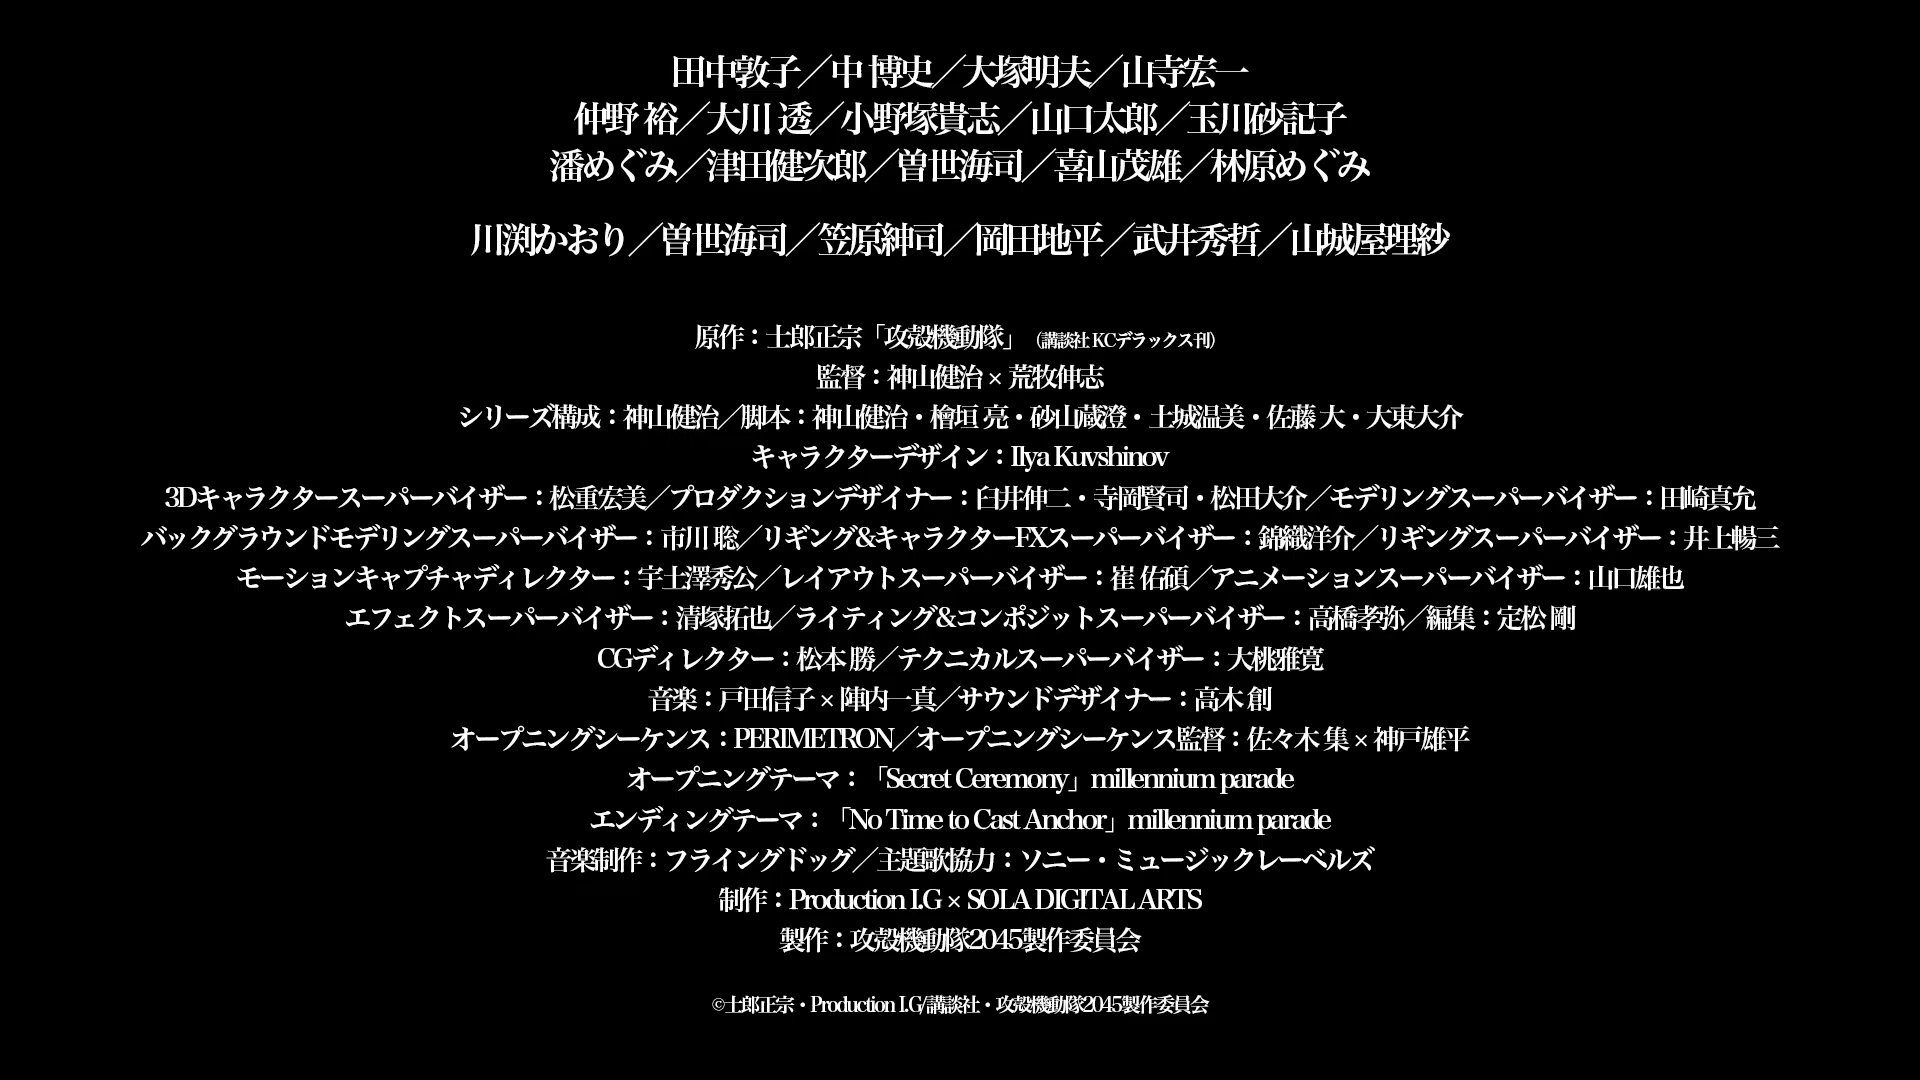 田中敦子／中 博史／大塚明夫／山寺宏一
仲野 裕／大川 透／小野塚貴志／山口太郎／玉川砂記子
潘めぐみ／津田健次郎／曽世海司／喜山茂雄／林原めぐみ
川渕かおり／曽世海司／笠原紳司／岡田地平／武井秀哲／山城屋理紗
原作：士郎正宗「攻殻機動隊」（講談社 KCデラックス刊）
監督：神山健治 × 荒牧伸志
シリーズ構成：神山健治／脚本：神山健治・檜垣 亮・砂山蔵澄・土城温美・佐藤 大・大東大介
キャラクターデザイン：Ilya Kuvshinov
3Dキャラクタースーパーバイザー：松重宏美／プロダクションデザイナー：臼井伸二・寺岡賢司・松田大介／モデリングスーパーバイザー：田崎真允
バックグラウンドモデリングスーパーバイザー：市川 聡／リギング&キャラクターFXスーパーバイザー：錦織洋介／リギングスーパーバイザー：井上暢三
モーションキャプチャディレクター：宇土澤秀公／レイアウトスーパーバイザー：崔 佑碩／アニメーションスーパーバイザー：山口雄也
エフェクトスーパーバイザー：清塚拓也／ライティング&コンポジットスーパーバイザー：高橋孝弥／編集：定松 剛
CGディレクター：松本 勝／テクニカルスーパーバイザー：大桃雅寛
音楽：戸田信子 × 陣内一真／サウンドデザイナー：高木 創
オープニングシーケンス：PERIMETRON／オープニングシーケンス監督：佐々木 集 × 神戸雄平
オープニングテーマ：「Secret Ceremony」millennium parade
エンディングテーマ：「No Time to Cast Anchor」millennium parade
音楽制作：フライングドッグ／主題歌協力：ソニー・ミュージックレーベルズ
制作：Production I.G × SOLA DIGITAL ARTS
製作：攻殻機動隊2045製作委員会
©士郎正宗・Production I.G/講談社・攻殻機動隊2045製作委員会